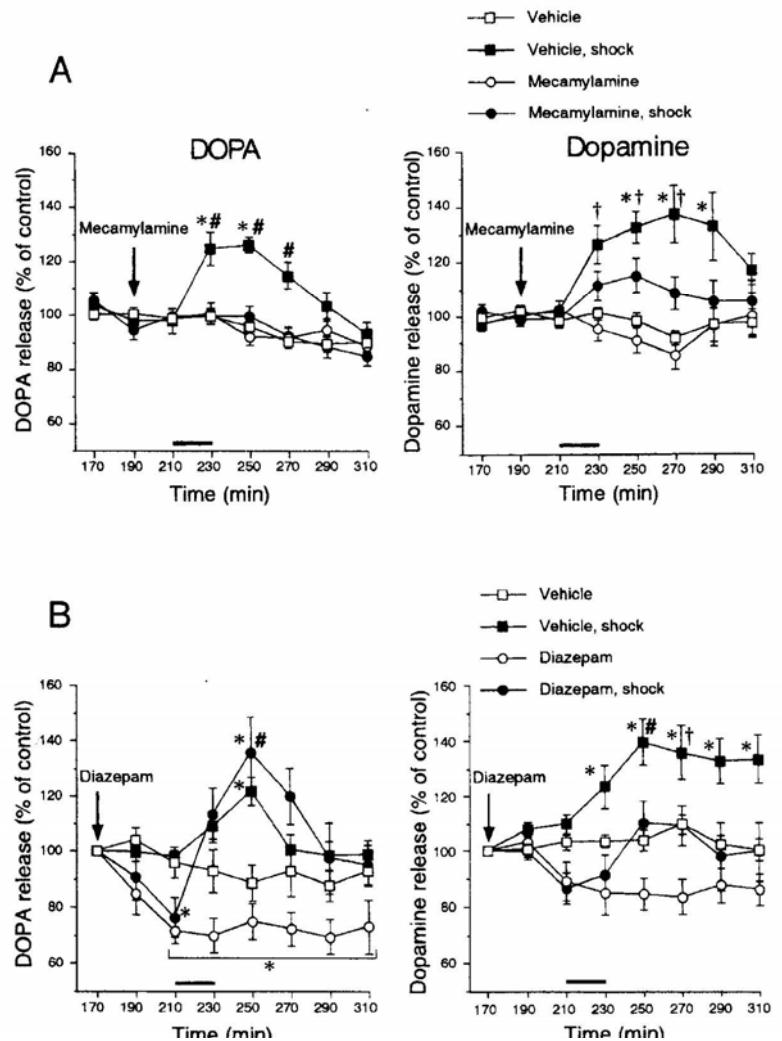 Vehicle
Vehicle, shock
Mecamylamine
Mecamylamine, shock
A
DOPA
Dopamine
160
140
120
100
80
60
DOPA release (% of control)
Mecamylamine
*# *# #
170 190 210 230 250 270 290 310
Time (min)
160
140
120
100
80
60
Dopamine release (% of control)
Mecamylamine
† *† *† *
170 190 210 230 250 270 290 310
Time (min)
B
Vehicle
Vehicle, shock
Diazepam
Diazepam, shock
160
140
120
100
80
60
DOPA release (% of control)
Diazepam
* #
*
*
*
170 190 210 230 250 270 290 310
Time (min)
160
140
120
100
80
60
Dopamine release (% of control)
Diazepam
* *# *† * *
170 190 210 230 250 270 290 310
Time (min)